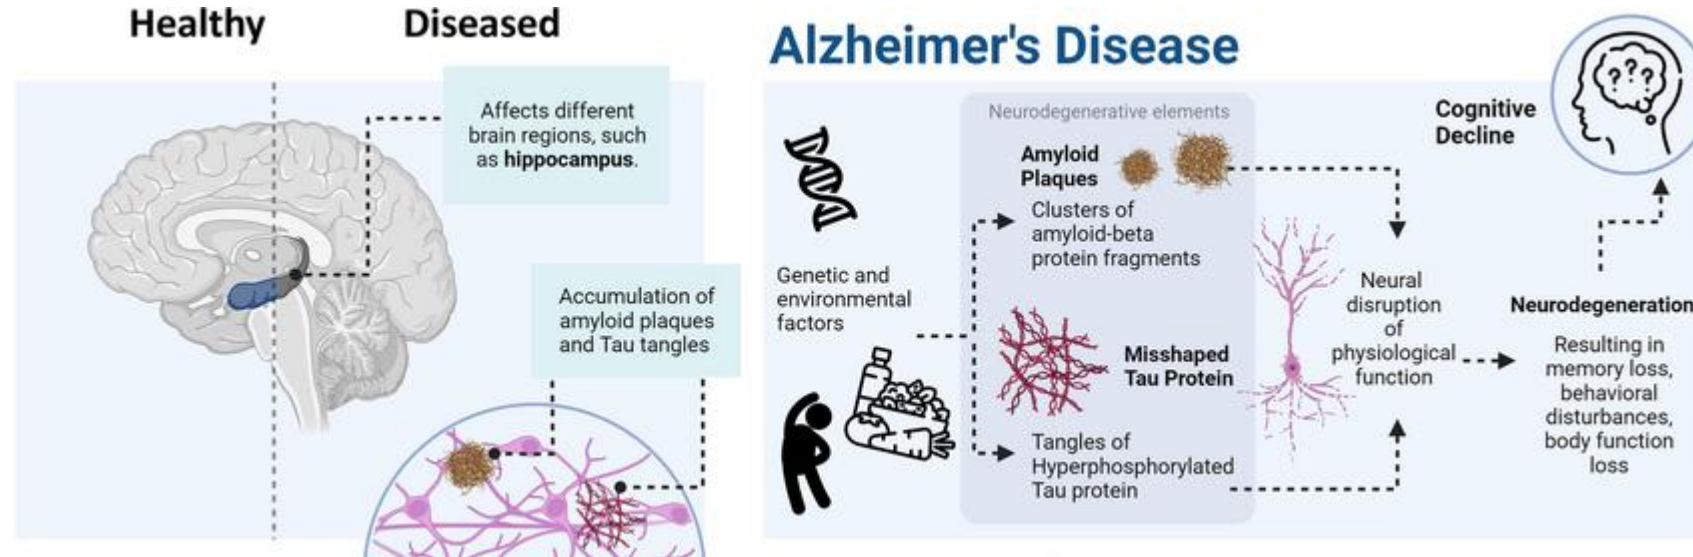 Healthy
Diseased
Affects different
brain regions, such
as hippocampus.
Accumulation of
amyloid plaques
and Tau tangles
Alzheimer's Disease
Genetic and
environmental
factors
Neurodegenerative elements
Amyloid
Plaques
Clusters of
amyloid-beta
protein fragments
Misshaped
Tau Protein
Tangles of
Hyperphosphorylated
Tau protein
Neural
disruption
of
physiological
function
Cognitive
Decline
???
Neurodegeneration
Resulting in
memory loss,
behavioral
disturbances,
body function
loss